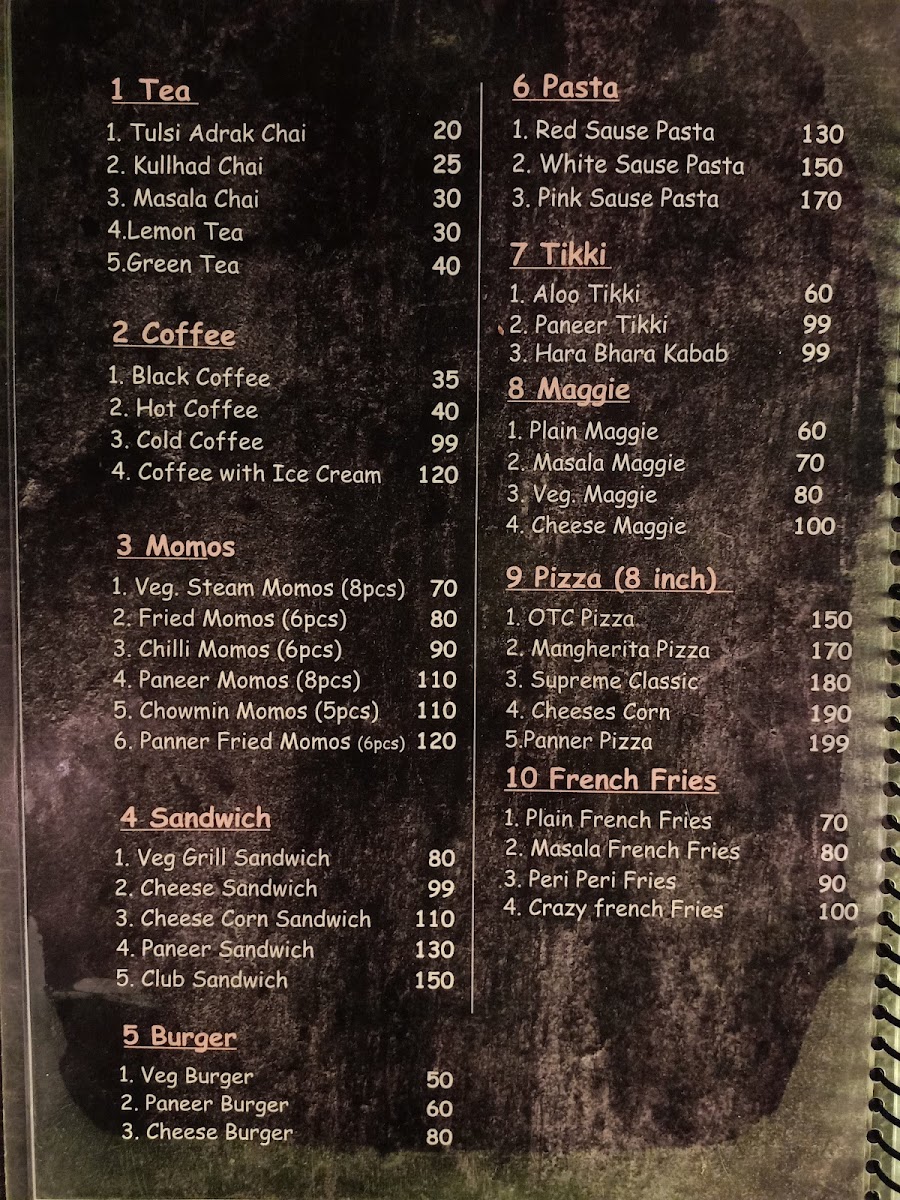 1 Tea
1. Tulsi Adrak Chai 20
2. Kullhad Chai 25
3. Masala Chai 30
4.Lemon Tea 30
5.Green Tea 40
2 Coffee
1. Black Coffee 35
2. Hot Coffee 40
3. Cold Coffee 99
4. Coffee with Ice Cream 120
3 Momos
1. Veg. Steam Momos (8pcs) 70
2. Fried Momos (6pcs) 80
3. Chilli Momos (6pcs) 90
4. Paneer Momos (8pcs) 110
5. Chowmin Momos (5pcs) 110
6. Panner Fried Momos (6pcs) 120
4 Sandwich
1. Veg Grill Sandwich 80
2. Cheese Sandwich 99
3. Cheese Corn Sandwich 110
4. Paneer Sandwich 130
5. Club Sandwich 150
5 Burger
1. Veg Burger 50
2. Paneer Burger 60
3. Cheese Burger 80
6 Pasta
1. Red Sause Pasta 130
2. White Sause Pasta 150
3. Pink Sause Pasta 170
7 Tikki
1. Aloo Tikki 60
2. Paneer Tikki 99
3. Hara Bhara Kabab 99
8 Maggie
1. Plain Maggie 60
2. Masala Maggie 70
3. Veg. Maggie 80
4. Cheese Maggie 100
9 Pizza (8 inch)
1. OTC Pizza 150
2. Mangherita Pizza 170
3. Supreme Classic 180
4. Cheeses Corn 190
5.Panner Pizza 199
10 French Fries
1. Plain French Fries 70
2. Masala French Fries 80
3. Peri Peri Fries 90
4. Crazy french Fries 100